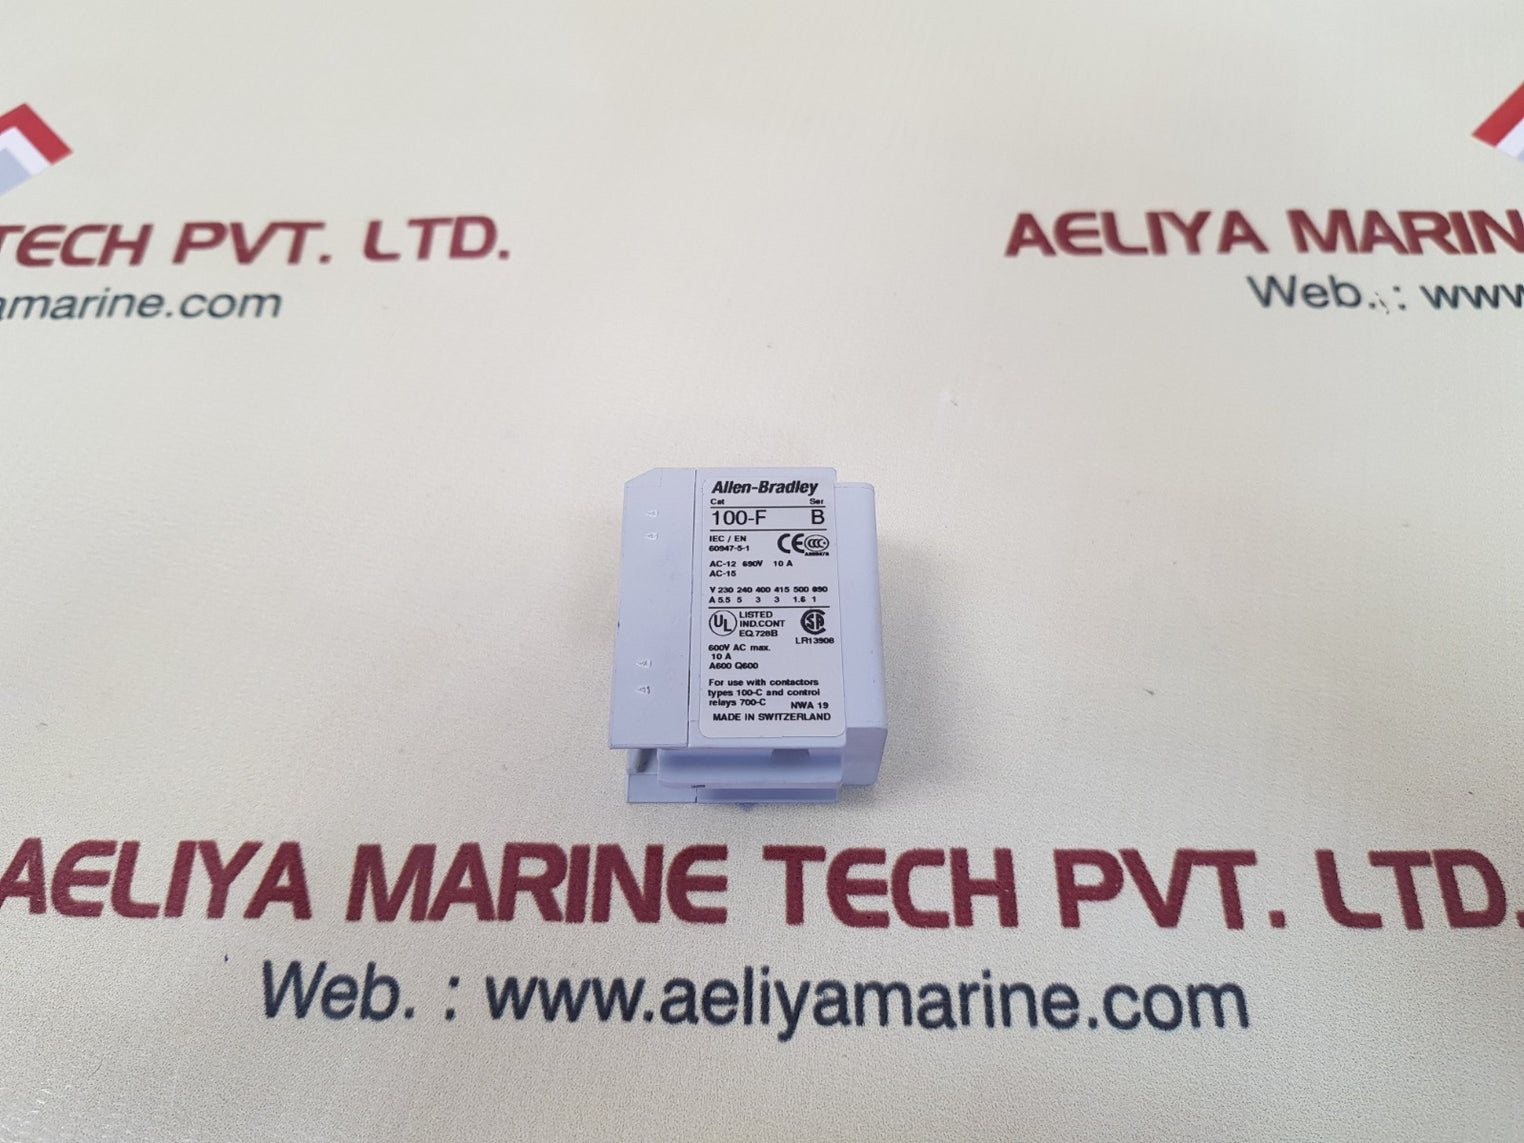 TECH PVT. LTD.
amarine.com
AELIYA MARIN
Web. : www
Allen-Bradley
Cat Ser
100-F B
IEC / EN
60947-5-1
CE CCC
AC-12 690V 10 A
AC-15
V 230 240 400 415 500 690
A 5.5 5 3 3 1.6 1
UL LISTED
IND.CONT
EQ.728B
LR13908
600V AC max.
10 A
A600 Q600
For use with contactors
types 100-C and control
relays 700-C
NWA 19
MADE IN SWITZERLAND
AELIYA MARINE TECH PVT. LTD.
Web. : www.aeliyamarine.com